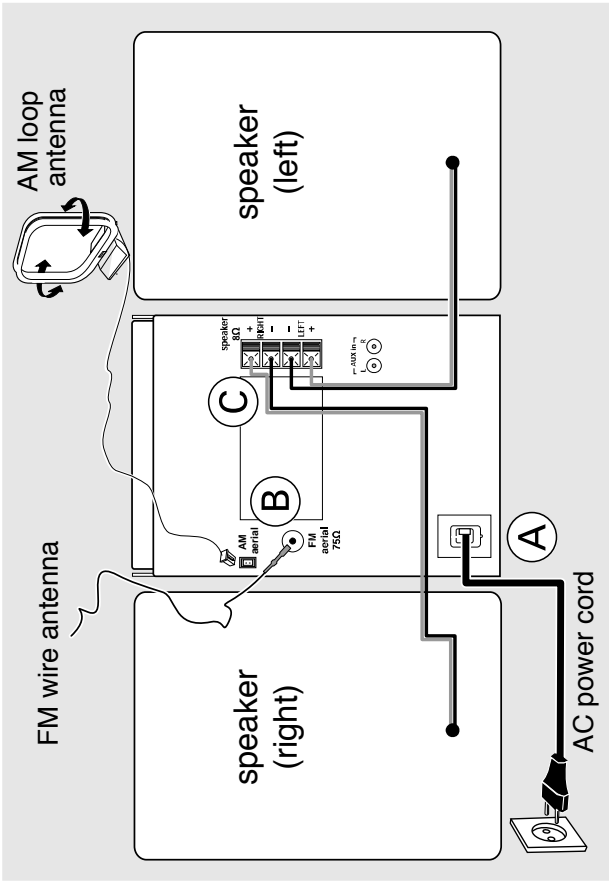 FM wire antenna
AM loop
antenna
speaker
(right)
speaker
(left)
AM
aerial
FM
aerial
75Ω
B
C
speaker
8Ω
+
RIGHT
–
–
LEFT
+
AUX in
L
R
A
AC power cord